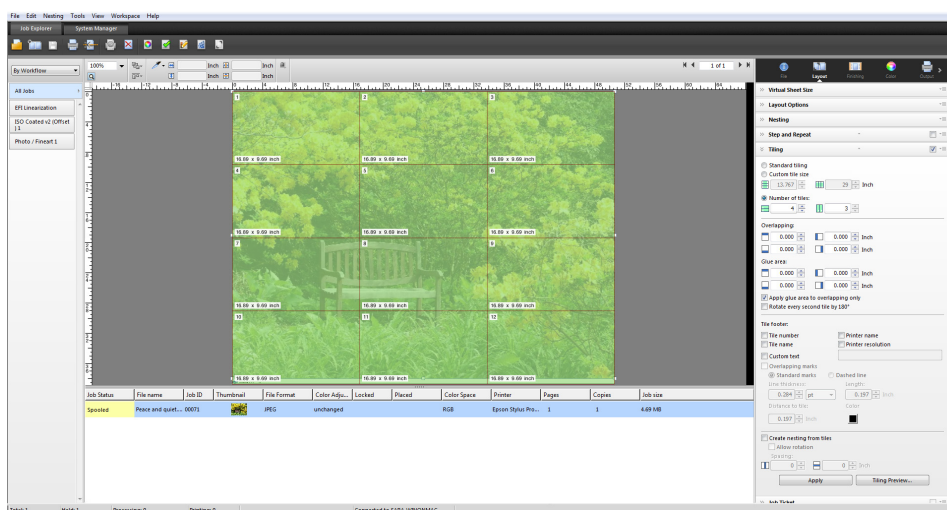 File Edit Nesting Tools View Workspace Help
Job Explorer System Manager
By Workflow
100%
Inch Inch
Inch Inch
1 of 1
File Layout Finishing Color Output
All Jobs
EFI Linearization
ISO Coated v2 (Offset
) 1
Photo / Fineart 1
1 2 3
16.89 x 9.69 inch 16.89 x 9.69 inch 16.89 x 9.69 inch
4 5 6
16.89 x 9.69 inch 16.89 x 9.69 inch 16.89 x 9.69 inch
7 8 9
16.89 x 9.69 inch 16.89 x 9.69 inch 16.89 x 9.69 inch
10 11 12
16.89 x 9.69 inch 16.89 x 9.69 inch 16.89 x 9.69 inch
Job Status File name Job ID Thumbnail File Format Color Adju... Locked Placed Color Space Printer Pages Copies Job size
Spooled Peace and quiet... 00071 JPEG unchanged RGB Epson Stylus Pro... 1 1 4.69 MB
Virtual Sheet Size
Layout Options
Nesting
Step and Repeat
Tiling
Standard tiling
Custom tile size
13.767 29 Inch
Number of tiles:
4 3
Overlapping:
0.000 0.000 Inch
0.000 0.000 Inch
Glue area:
0.000 0.000 Inch
0.000 0.000 Inch
Apply glue area to overlapping only
Rotate every second tile by 180°
Tile footer:
Tile number Printer name
Tile name Printer resolution
Custom text
Overlapping marks
Standard marks Dashed line
Line thickness: Length:
0.284 pt 0.197 Inch
Distance to tile: Color
0.197 Inch
Create nesting from tiles
Allow rotation
Spacing:
0 0 Inch
Apply Tiling Preview...
Job Ticket